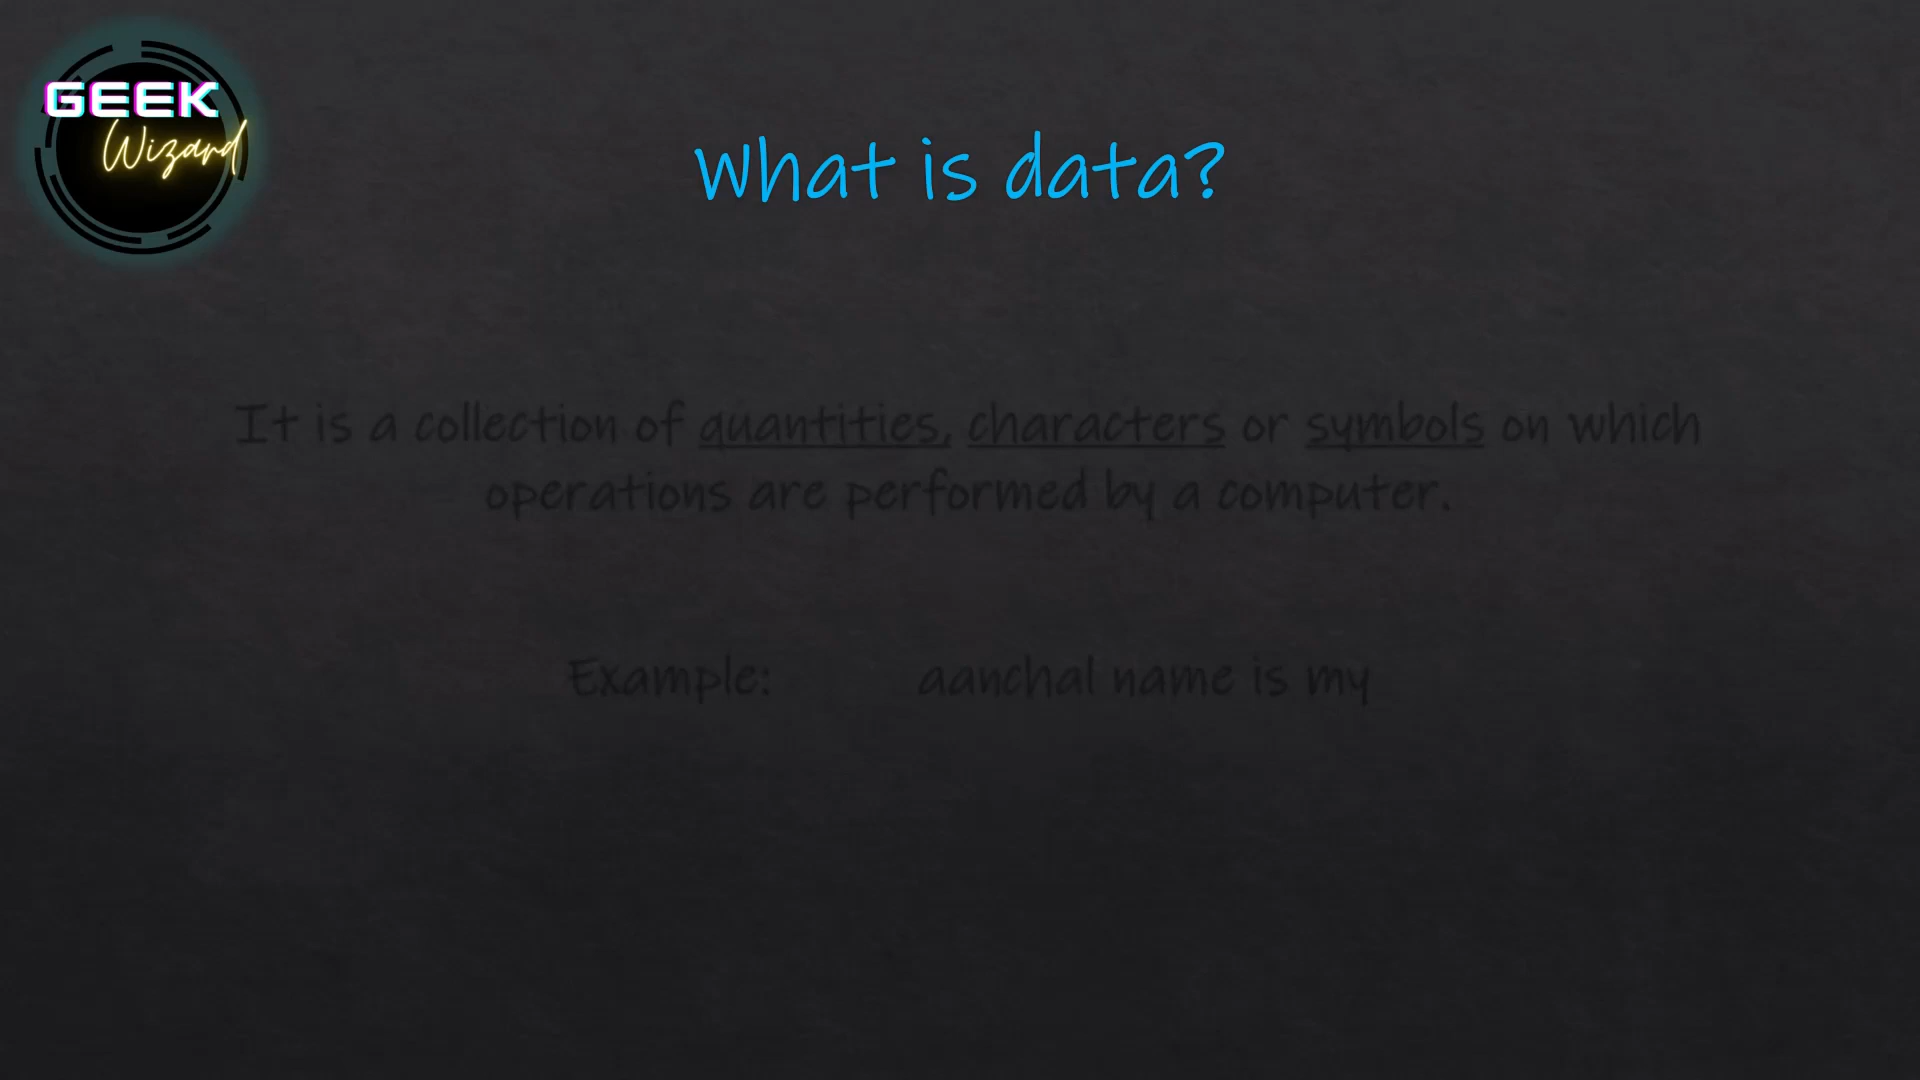 GEEK
Wizard
What is data?
It is a collection of quantities, characters or symbols on which
operations are performed by a computer.
Example: aanchal name is my